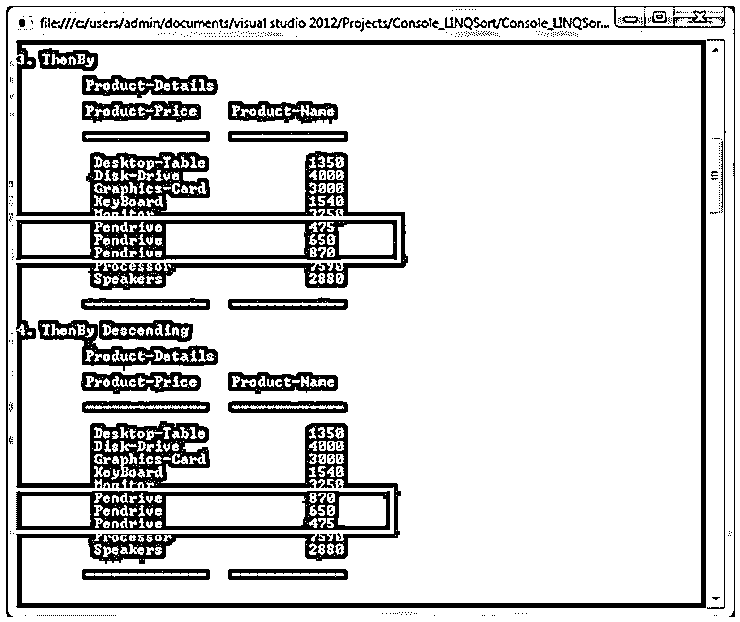 file:///c:/users/admin/documents/visual studio 2012/Projects/Console_LINQSort/Console_LINQSor...
3. ThenBy
Product-Details
Product-Price Product-Name
Desktop-Table 1350
Disk-Drive 4000
Graphics-Card 3000
KeyBoard 1540
Monitor 3250
Pendrive 475
Pendrive 650
Pendrive 870
Processor 7590
Speakers 2880
4. ThenBy Descending
Product-Details
Product-Price Product-Name
Desktop-Table 1350
Disk-Drive 4000
Graphics-Card 3000
KeyBoard 1540
Monitor 3250
Pendrive 870
Pendrive 650
Pendrive 475
Processor 7590
Speakers 2880